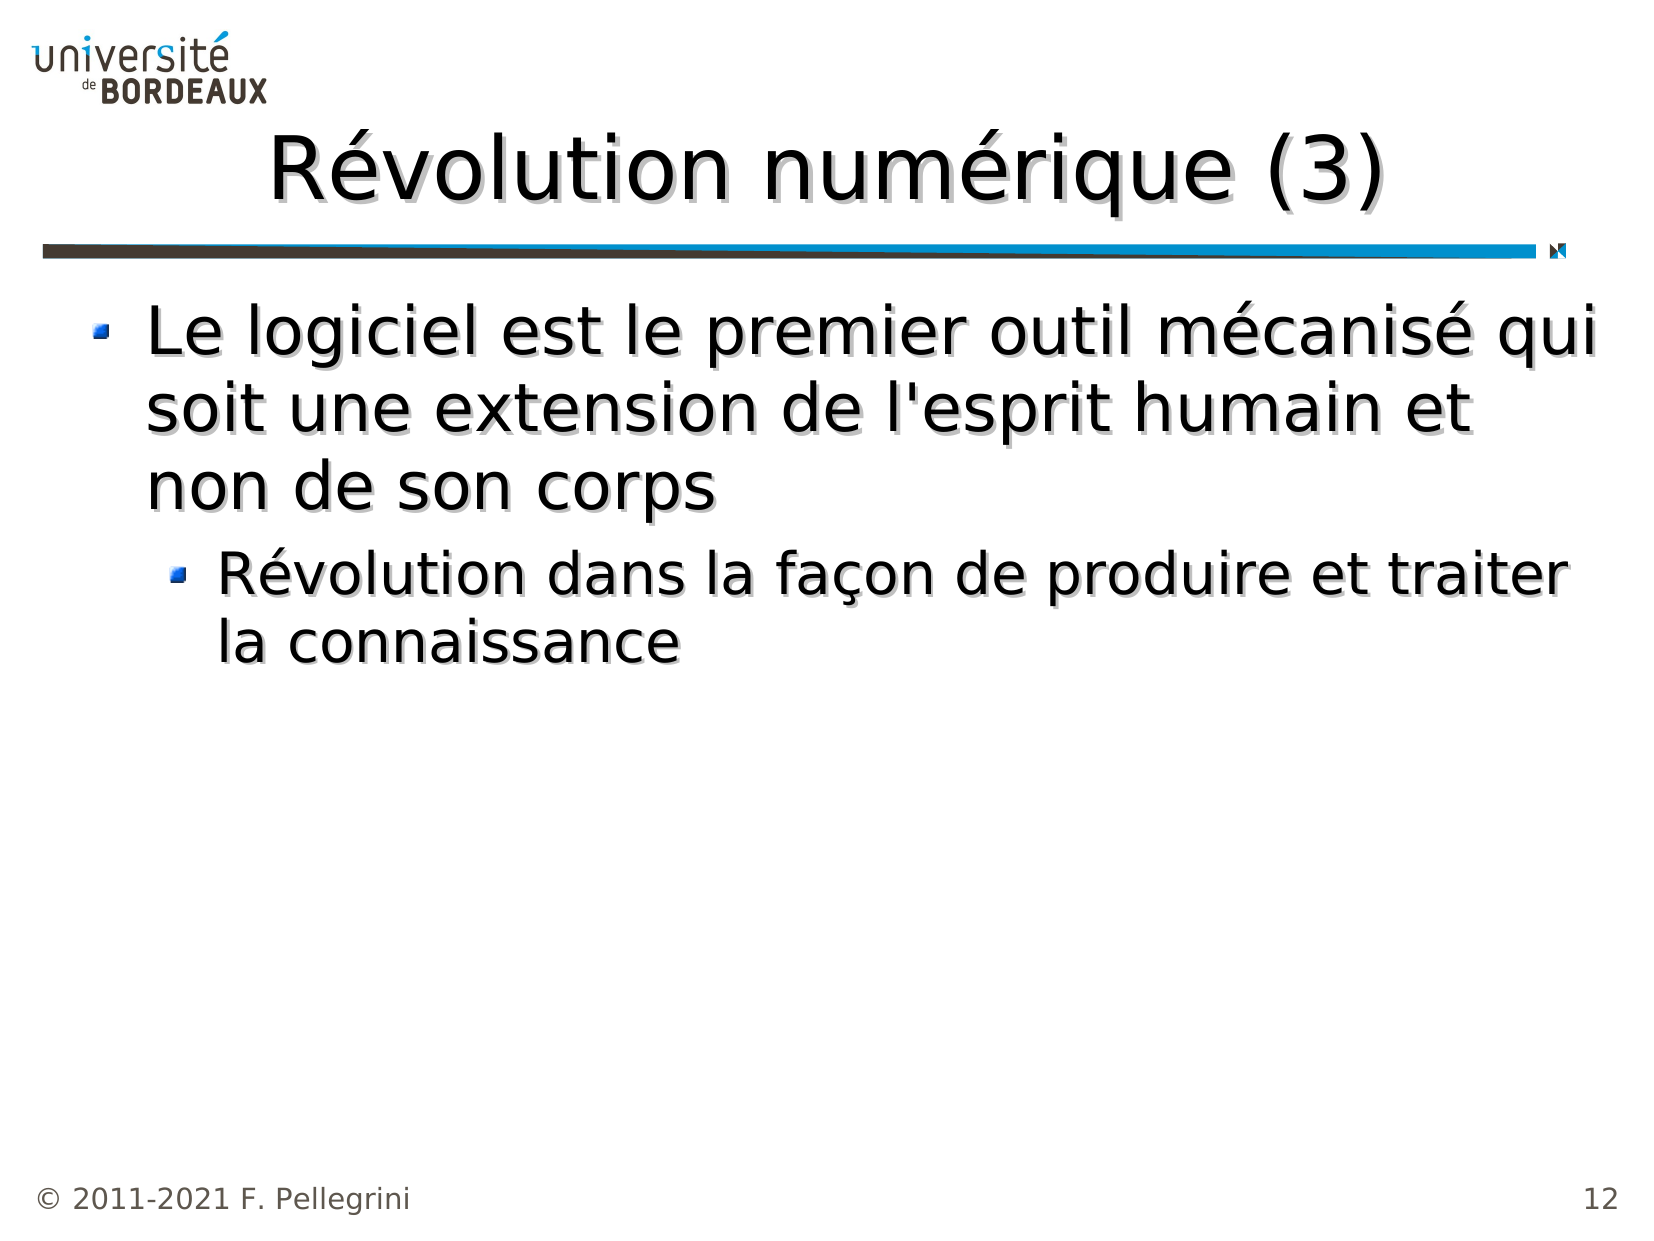 université
de BORDEAUX
Révolution numérique (3)
Le logiciel est le premier outil mécanisé qui
soit une extension de l'esprit humain et
non de son corps
Révolution dans la façon de produire et traiter
la connaissance
© 2011-2021 F. Pellegrini
12